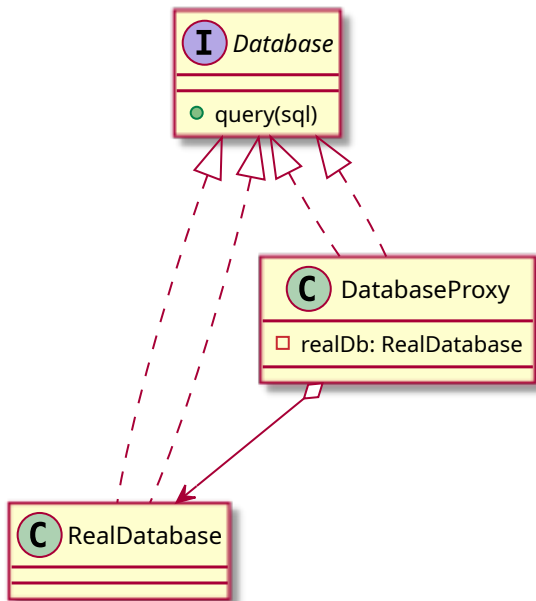 I Database
query(sql)
C DatabaseProxy
realDb: RealDatabase
C RealDatabase